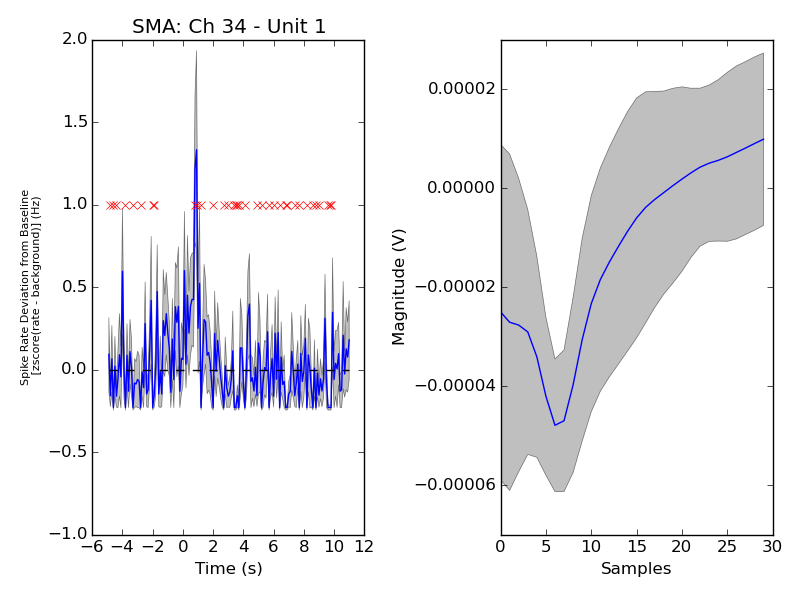 SMA: Ch 34 - Unit 1
Spike Rate Deviation from Baseline
[zscore(rate - background)] (Hz)
2.0
1.5
1.0
0.5
0.0
−0.5
−1.0
−6 −4 −2 0 2 4 6 8 10 12
Time (s)
Magnitude (V)
0.00002
0.00000
−0.00002
−0.00004
−0.00006
0 5 10 15 20 25 30
Samples